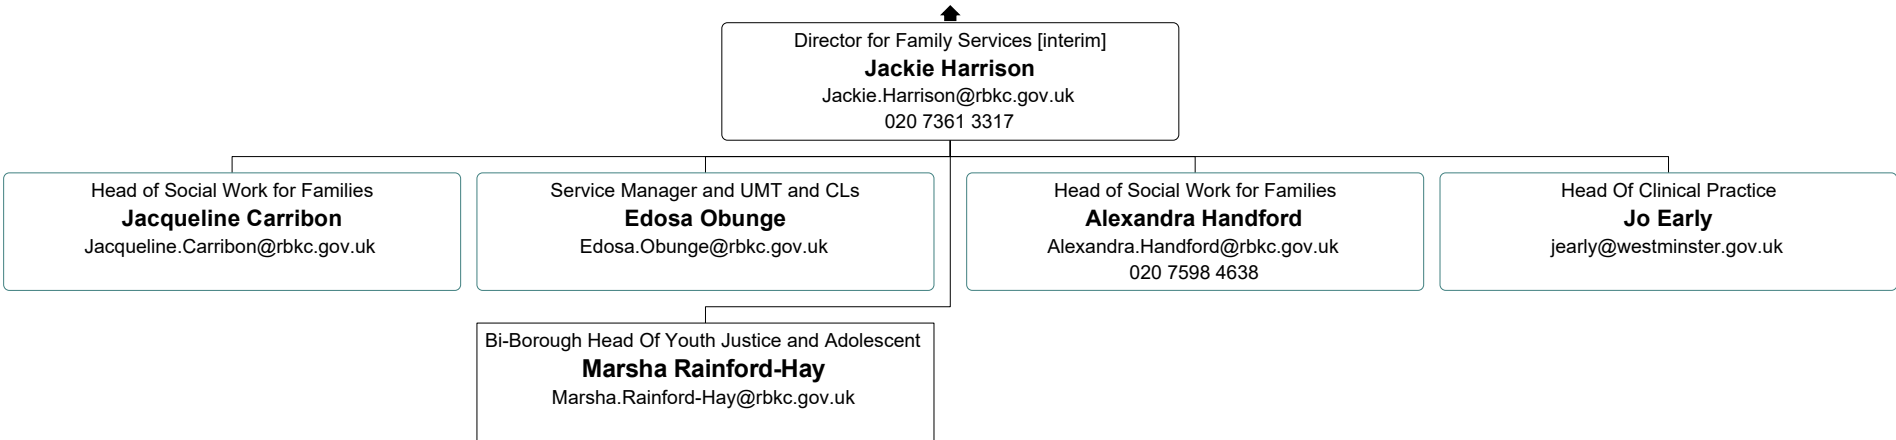 Director for Family Services [interim]
Jackie Harrison
Jackie.Harrison@rbkc.gov.uk
020 7361 3317
Head of Social Work for Families
Jacqueline Carribon
Jacqueline.Carribon@rbkc.gov.uk
Service Manager and UMT and CLs
Edosa Obunge
Edosa.Obunge@rbkc.gov.uk
Head of Social Work for Families
Alexandra Handford
Alexandra.Handford@rbkc.gov.uk
020 7598 4638
Head Of Clinical Practice
Jo Early
jearly@westminster.gov.uk
Bi-Borough Head Of Youth Justice and Adolescent
Marsha Rainford-Hay
Marsha.Rainford-Hay@rbkc.gov.uk